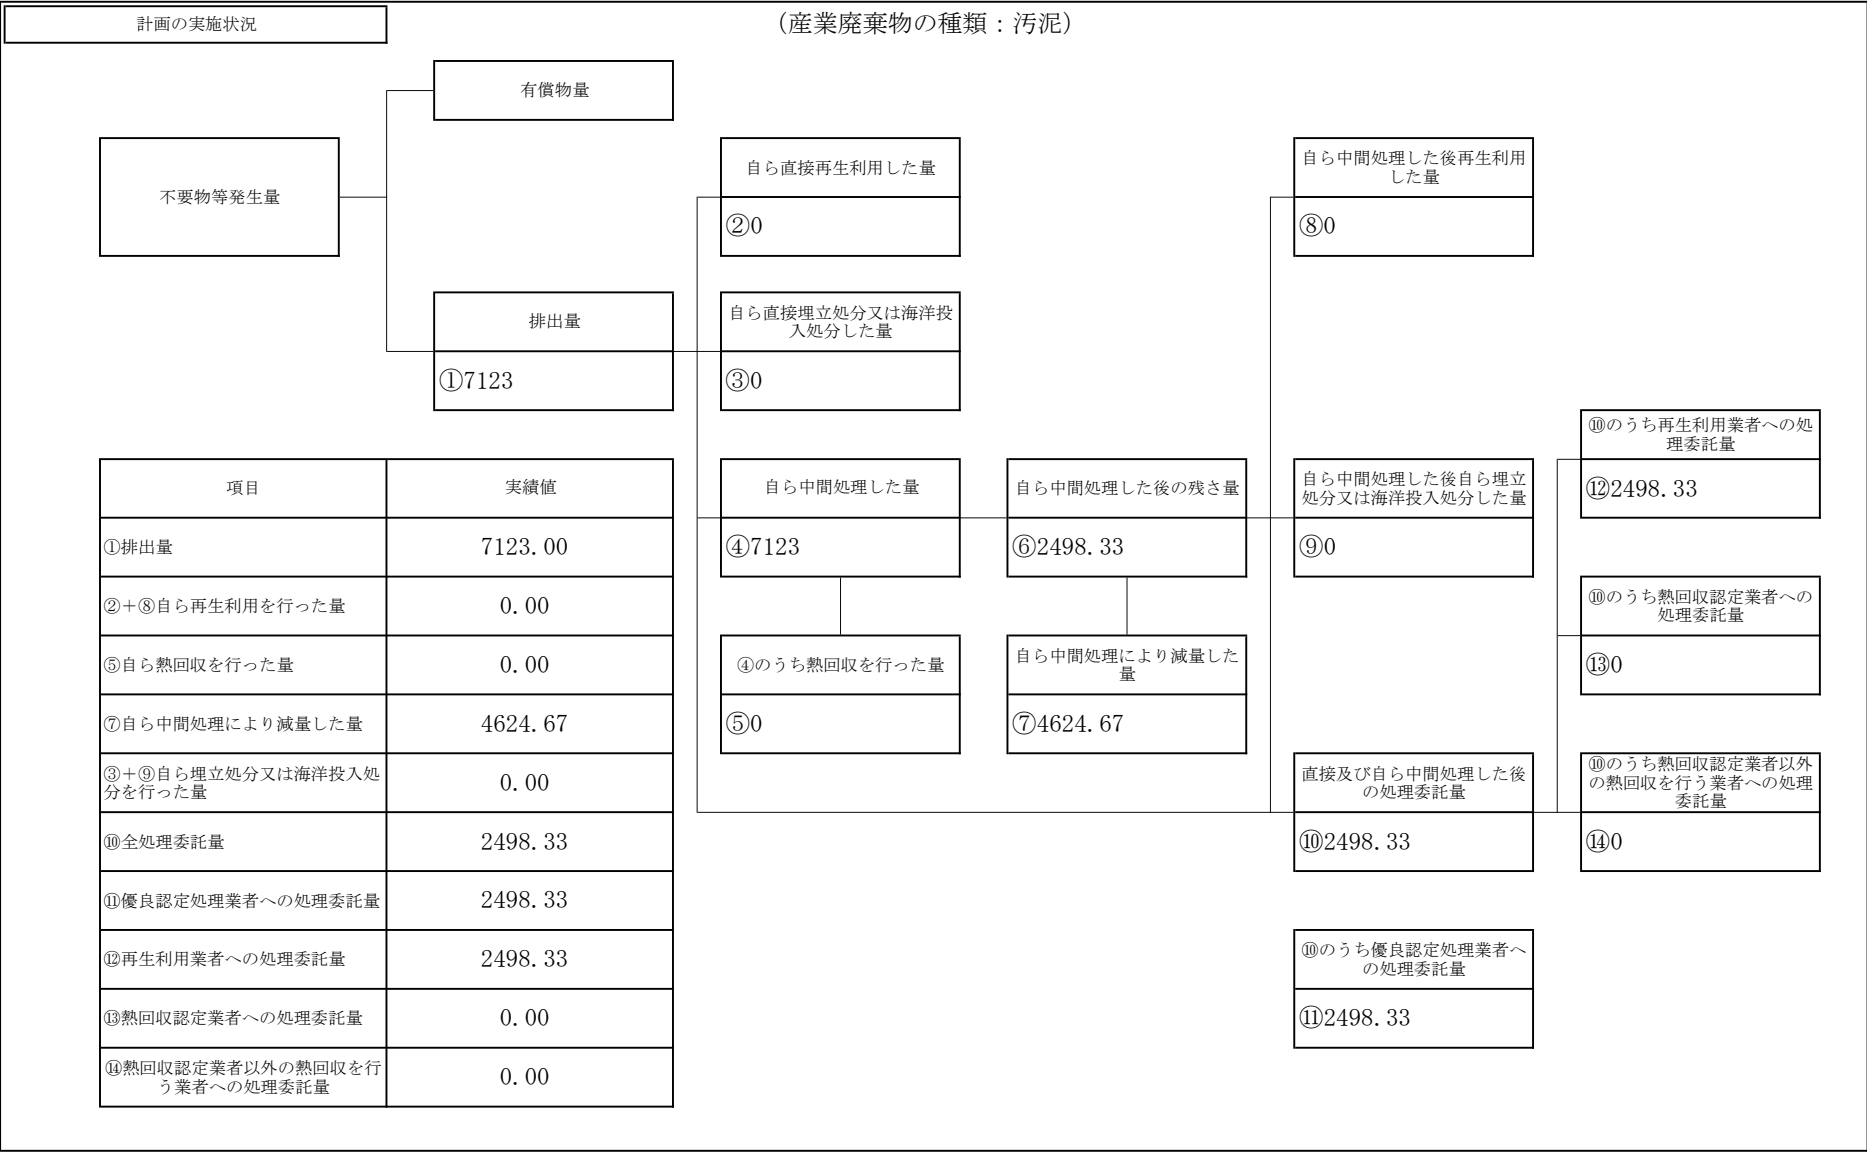 計画の実施状況
（産業廃棄物の種類：汚泥）
有償物量
不要物等発生量
自ら直接再生利用した量
②0
自ら中間処理した後再生利用
した量
⑧0
排出量
①7123
自ら直接埋立処分又は海洋投
入処分した量
③0
⑩のうち再生利用業者への処
理委託量
⑫2498.33
自ら中間処理した量
④7123
自ら中間処理した後の残さ量
⑥2498.33
自ら中間処理した後自ら埋立
処分又は海洋投入処分した量
⑨0
⑩のうち熱回収認定業者への
処理委託量
⑬0
④のうち熱回収を行った量
⑤0
自ら中間処理により減量した
量
⑦4624.67
直接及び自ら中間処理した後
の処理委託量
⑩2498.33
⑩のうち熱回収認定業者以外
の熱回収を行う業者への処理
委託量
⑭0
⑩のうち優良認定処理業者へ
の処理委託量
⑪2498.33
項目 実績値
①排出量 7123.00
②＋⑧自ら再生利用を行った量 0.00
⑤自ら熱回収を行った量 0.00
⑦自ら中間処理により減量した量 4624.67
③＋⑨自ら埋立処分又は海洋投入処
分を行った量 0.00
⑩全処理委託量 2498.33
⑪優良認定処理業者への処理委託量 2498.33
⑫再生利用業者への処理委託量 2498.33
⑬熱回収認定業者への処理委託量 0.00
⑭熱回収認定業者以外の熱回収を行
う業者への処理委託量 0.00